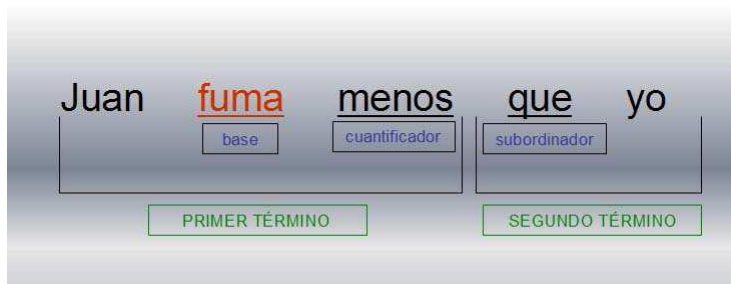 Juan fuma menos que yo
base cuantificador subordinador
PRIMER TÉRMINO SEGUNDO TÉRMINO